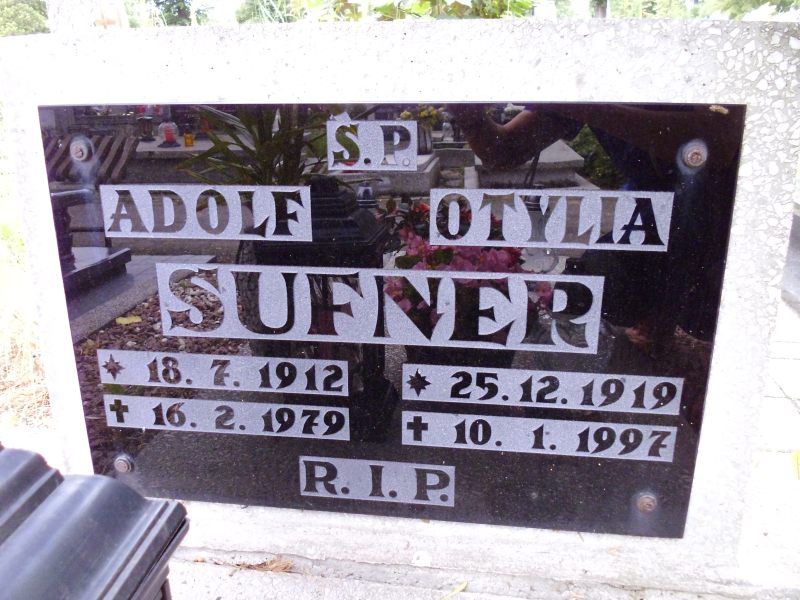 S.P.
ADOLF OTYLIA
SUFNER
* 18. 7. 1912 * 25. 12. 1919
✝ 16. 2. 1979 ✝ 10. 1. 1997
R. I. P.